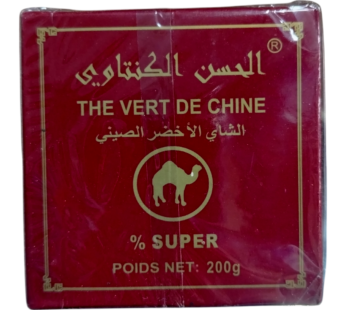 الحسن الكنتاوي ®
THE VERT DE CHINE
الشاي الأخضر الصيني
% SUPER
POIDS NET: 200g